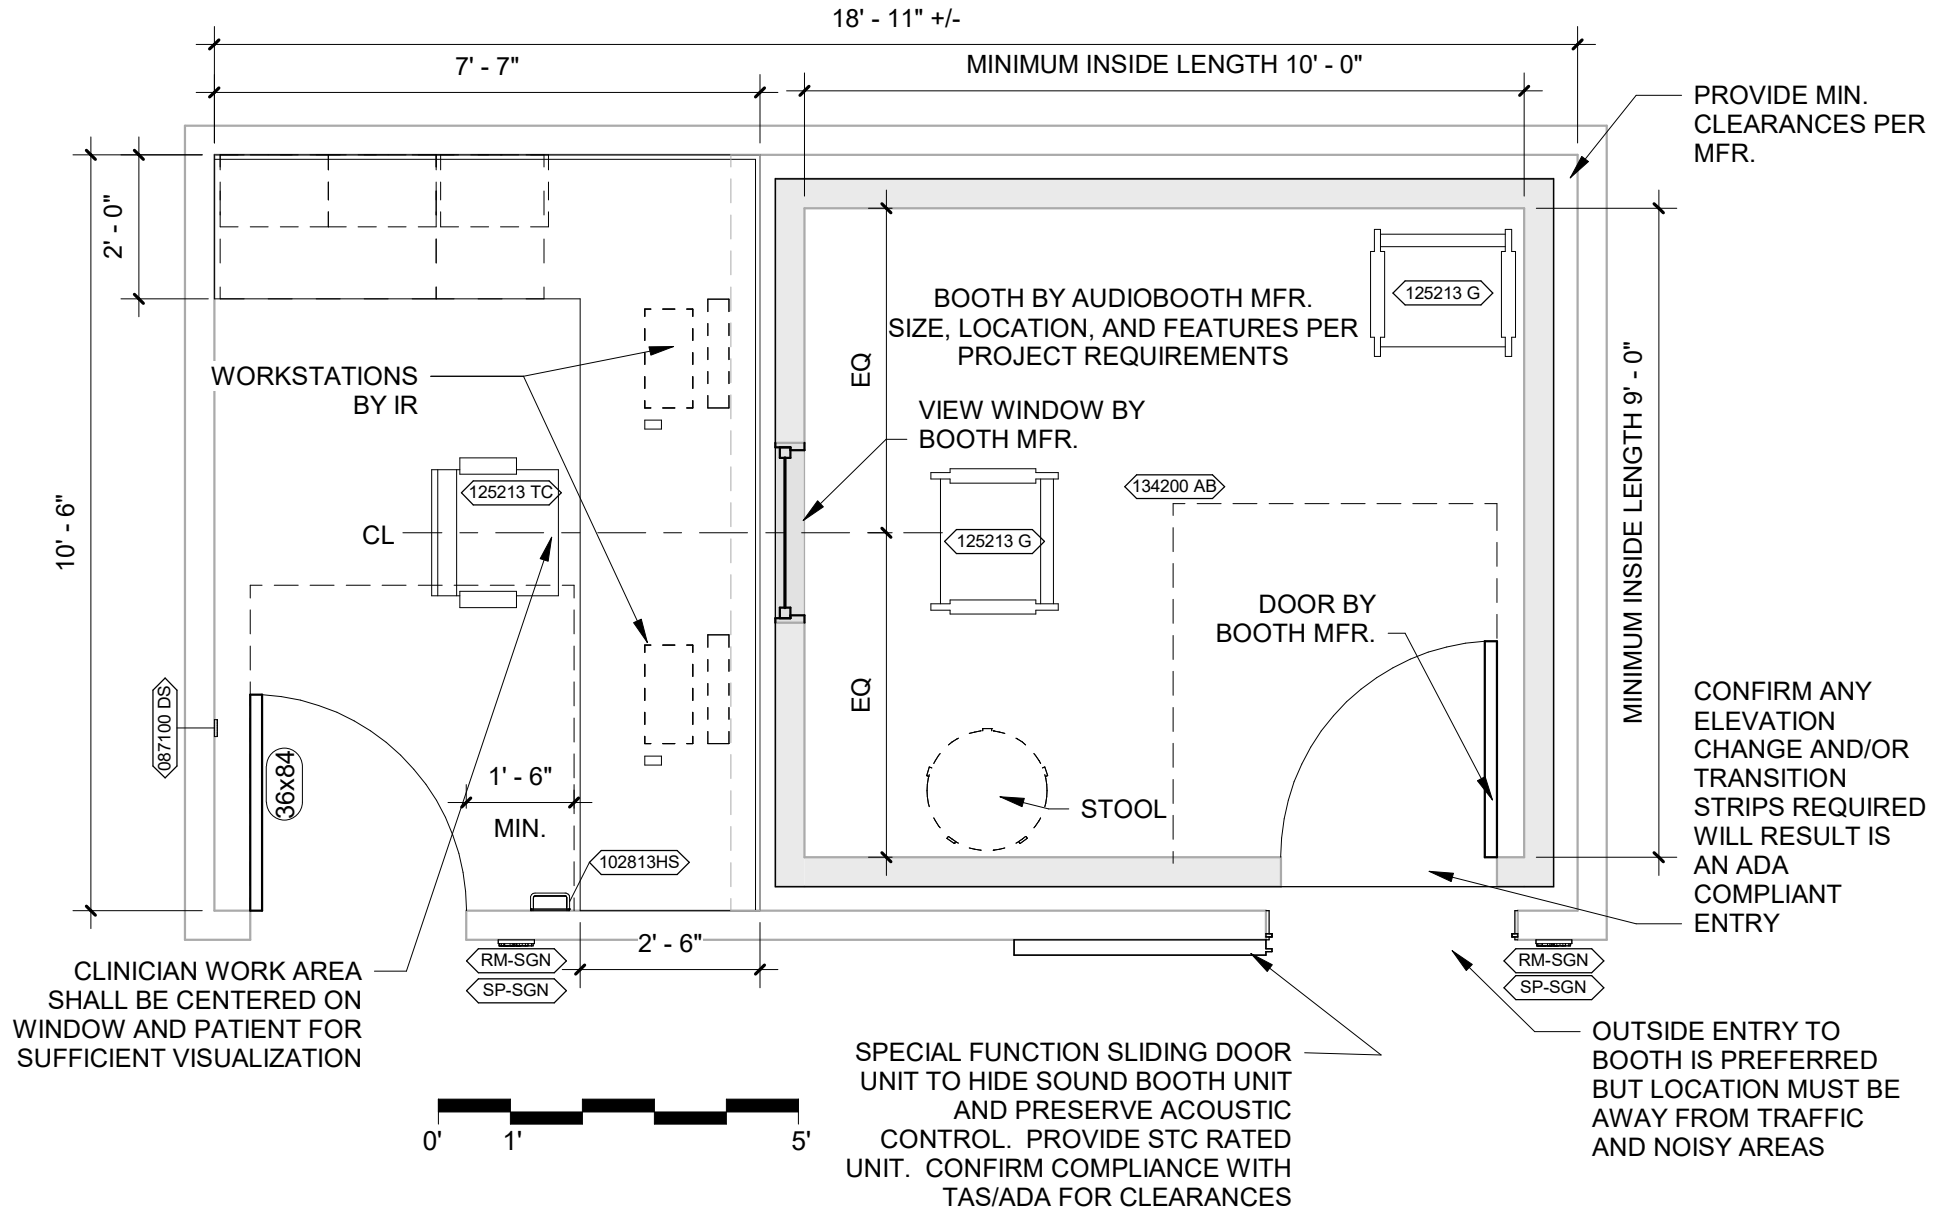 18' - 11" +/-
7' - 7"
MINIMUM INSIDE LENGTH 10' - 0"
PROVIDE MIN.
CLEARANCES PER
MFR.
2' - 0"
10' - 6"
BOOTH BY AUDIOBOOTH MFR.
SIZE, LOCATION, AND FEATURES PER
PROJECT REQUIREMENTS
125213 G
EQ
MINIMUM INSIDE LENGTH 9' - 0"
WORKSTATIONS
BY IR
VIEW WINDOW BY
BOOTH MFR.
125213 TC
134200 AB
CL
125213 G
DOOR BY
BOOTH MFR.
EQ
087100 DS
36x84
1' - 6"
MIN.
STOOL
102813HS
CONFIRM ANY
ELEVATION
CHANGE AND/OR
TRANSITION
STRIPS REQUIRED
WILL RESULT IS
AN ADA
COMPLIANT
ENTRY
2' - 6"
RM-SGN
SP-SGN
RM-SGN
SP-SGN
CLINICIAN WORK AREA
SHALL BE CENTERED ON
WINDOW AND PATIENT FOR
SUFFICIENT VISUALIZATION
SPECIAL FUNCTION SLIDING DOOR
UNIT TO HIDE SOUND BOOTH UNIT
AND PRESERVE ACOUSTIC
CONTROL.  PROVIDE STC RATED
UNIT.  CONFIRM COMPLIANCE WITH
TAS/ADA FOR CLEARANCES
OUTSIDE ENTRY TO
BOOTH IS PREFERRED
BUT LOCATION MUST BE
AWAY FROM TRAFFIC
AND NOISY AREAS
0' 1' 5'